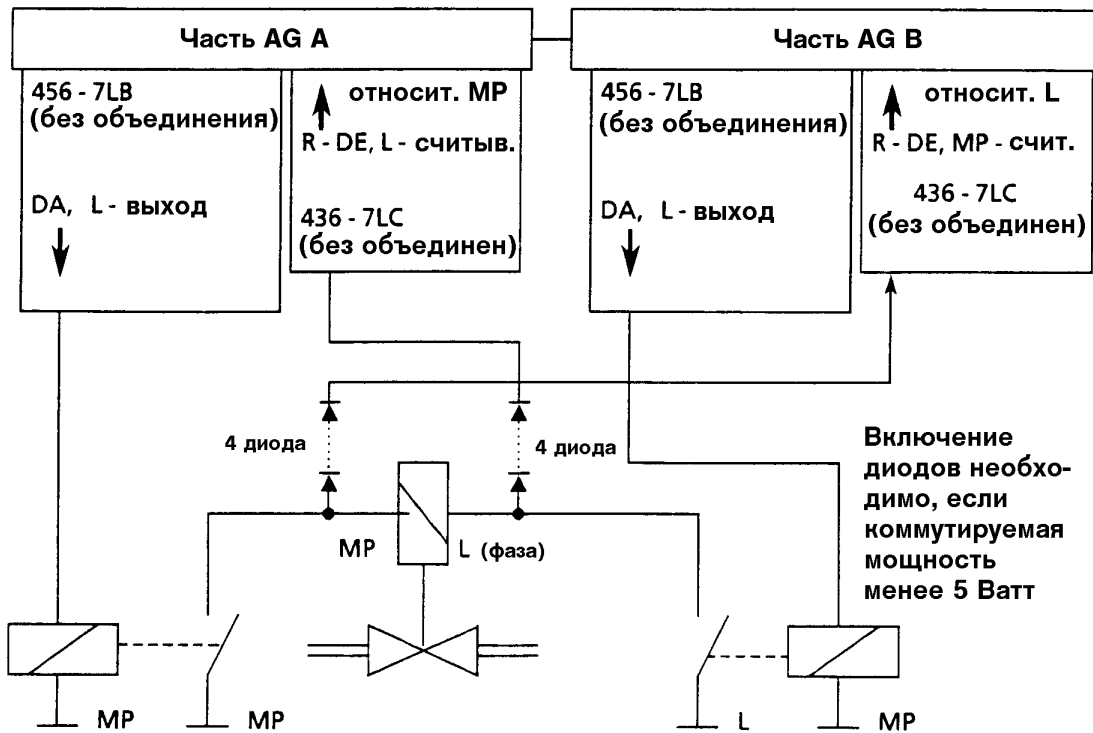 Часть AG A
Часть AG B
456 - 7LB
(без объединения)
DA, L - выход
относит. MP
R - DE, L - считыв.
436 - 7LC
(без объединен)
456 - 7LB
(без объединения)
DA, L - выход
относит. L
R - DE, MP - счит.
436 - 7LC
(без объединен)
4 диода
4 диода
Включение
диодов необхо-
димо, если
коммутируемая
мощность
менее 5 Ватт
MP
L (фаза)
MP
MP
L
MP